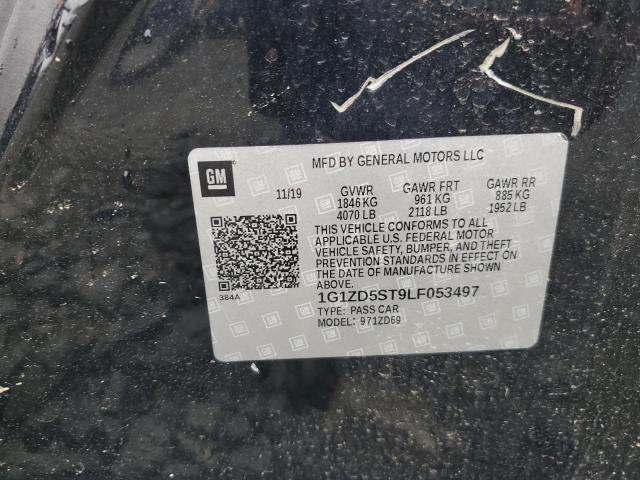 GM
MFD BY GENERAL MOTORS LLC
11/19 GVWR GAWR FRT GAWR RR
1846 KG 961 KG 885 KG
4070 LB 2118 LB 1952 LB
THIS VEHICLE CONFORMS TO ALL
APPLICABLE U.S. FEDERAL MOTOR
VEHICLE SAFETY, BUMPER, AND THEFT
PREVENTION STANDARDS IN EFFECT ON
THE DATE OF MANUFACTURE SHOWN
ABOVE.
384A
1G1ZD5ST9LF053497
TYPE: PASS CAR
MODEL: 971ZD69